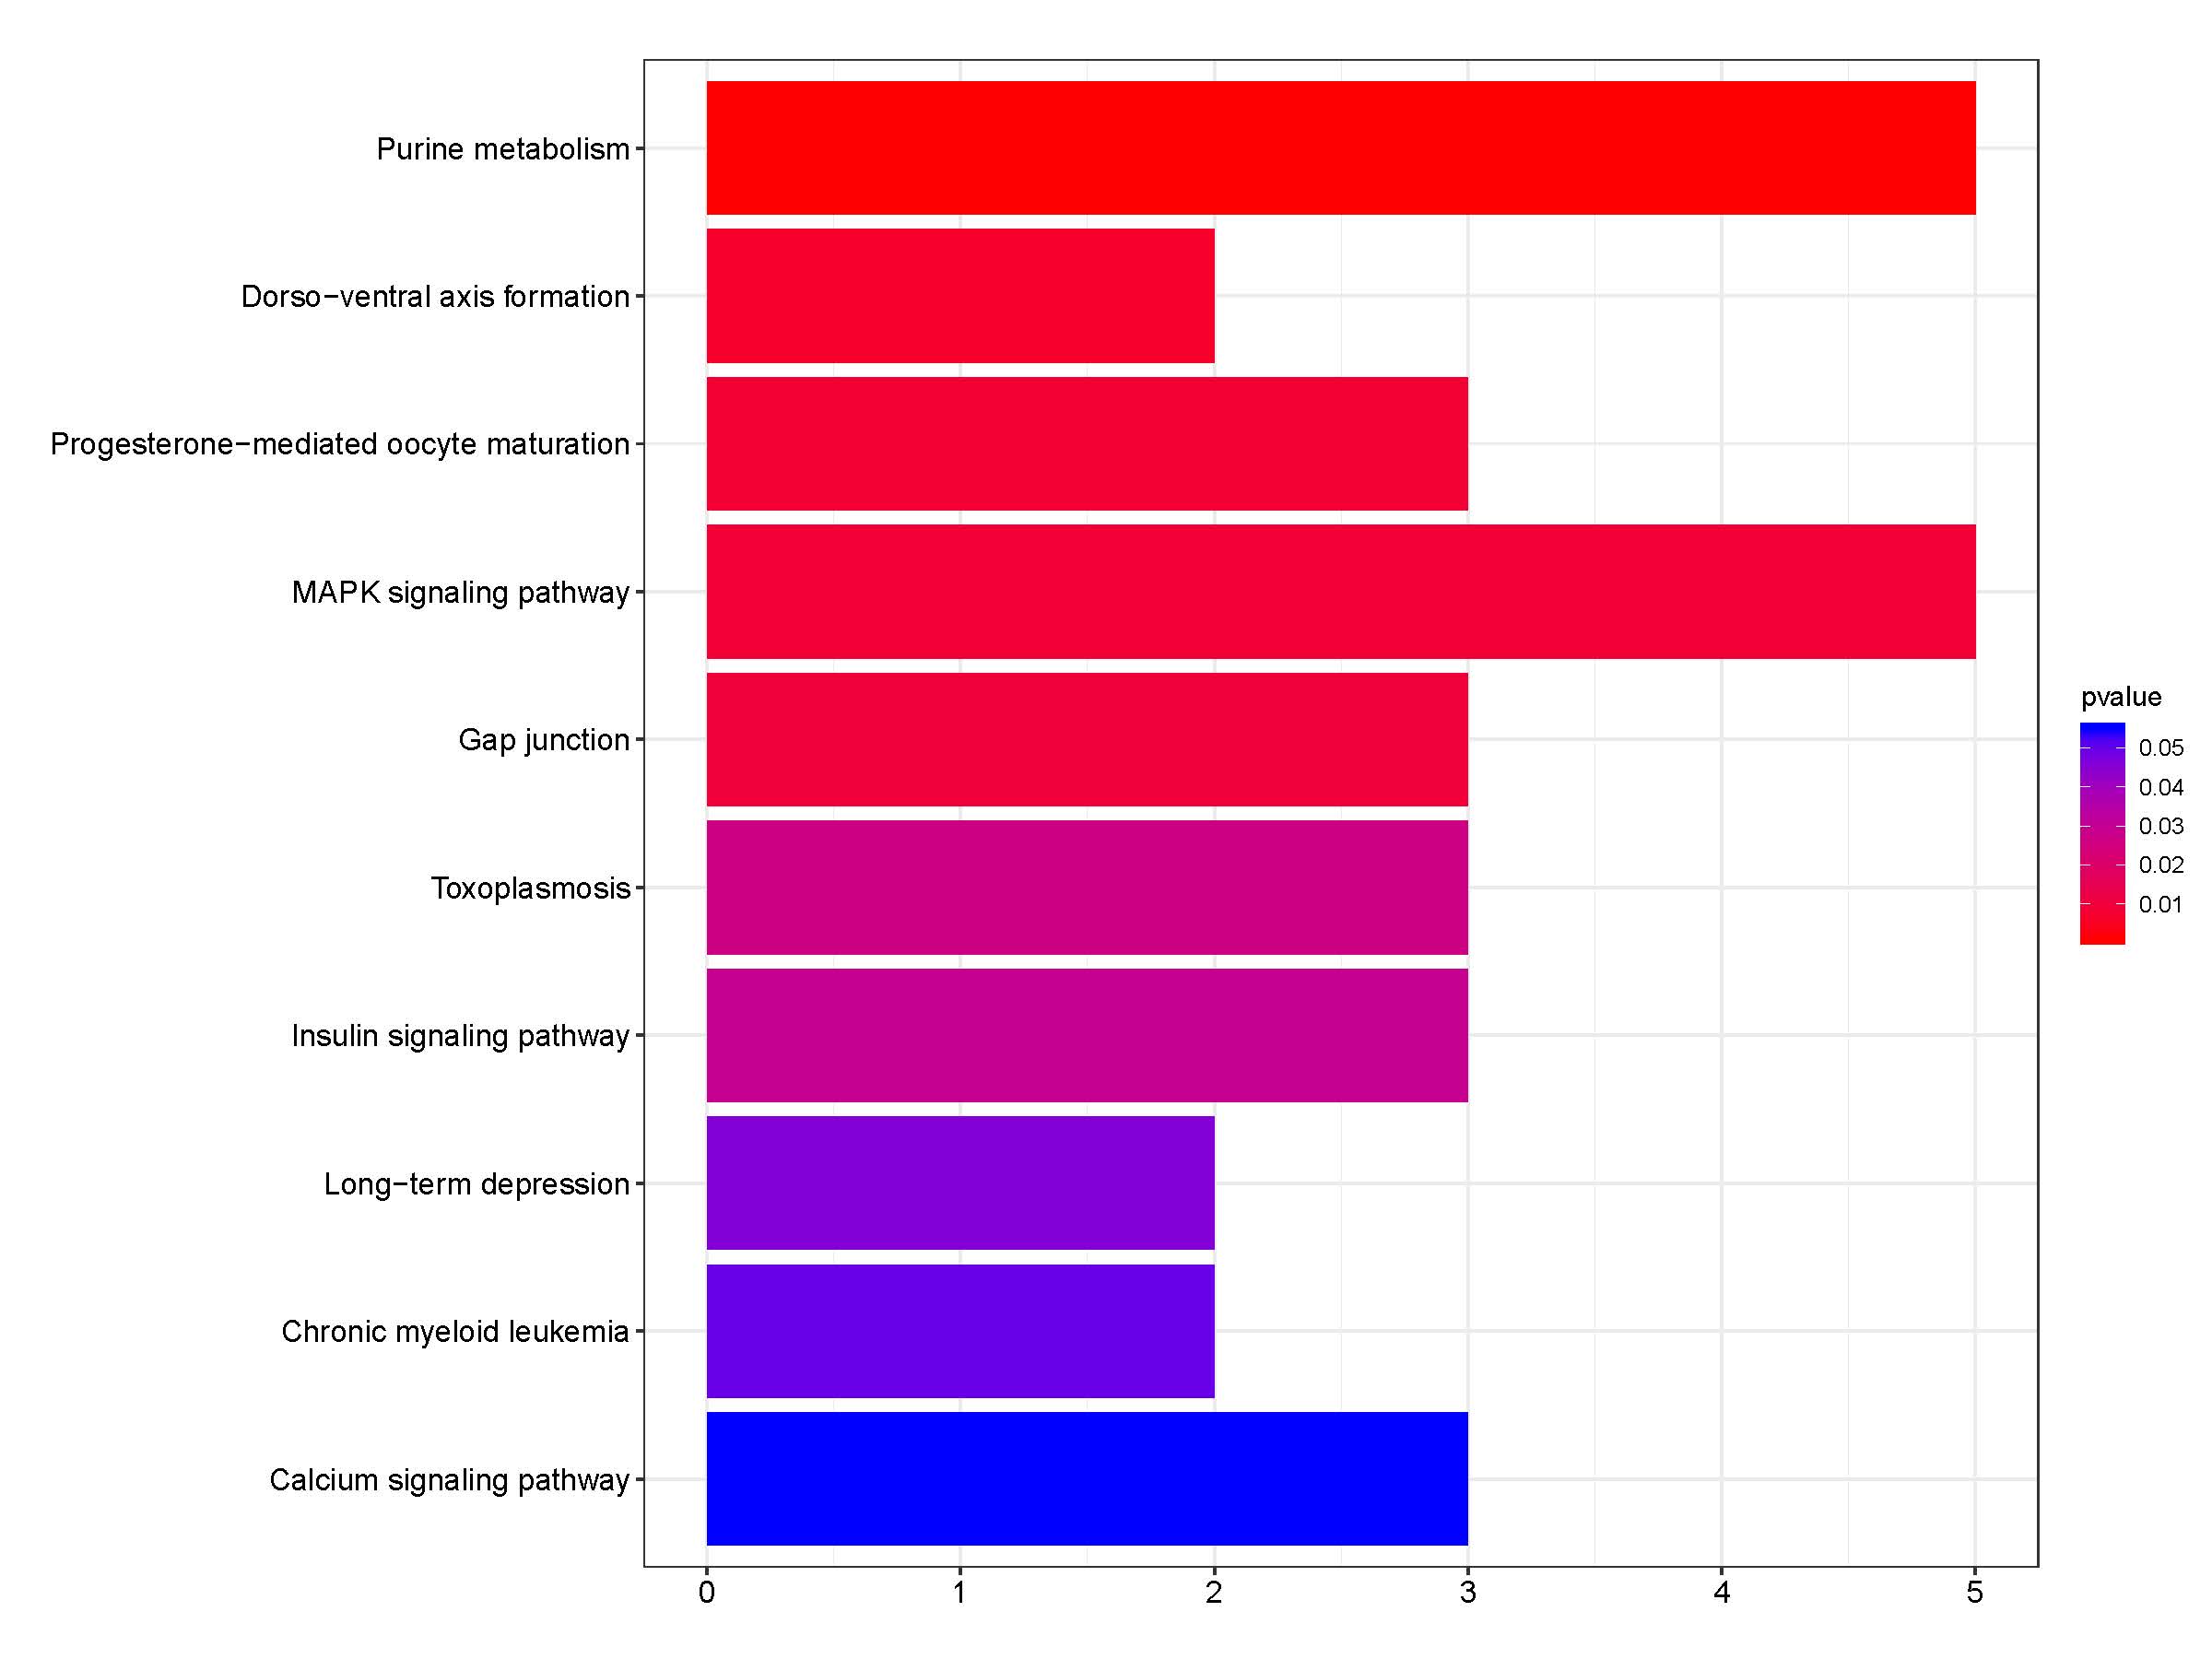 Purine metabolism
Dorso−ventral axis formation
Progesterone−mediated oocyte maturation
MAPK signaling pathway
Gap junction
Toxoplasmosis
Insulin signaling pathway
Long−term depression
Chronic myeloid leukemia
Calcium signaling pathway
0 1 2 3 4 5
pvalue
0.05
0.04
0.03
0.02
0.01